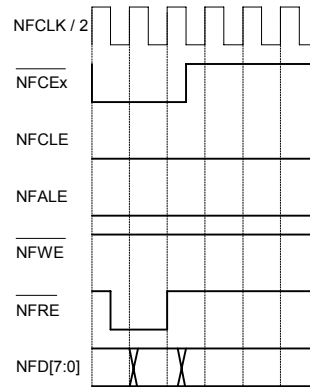 NFCLK / 2
NFCEx
NFCLE
NFALE
NFWE
NFRE
NFD[7:0]